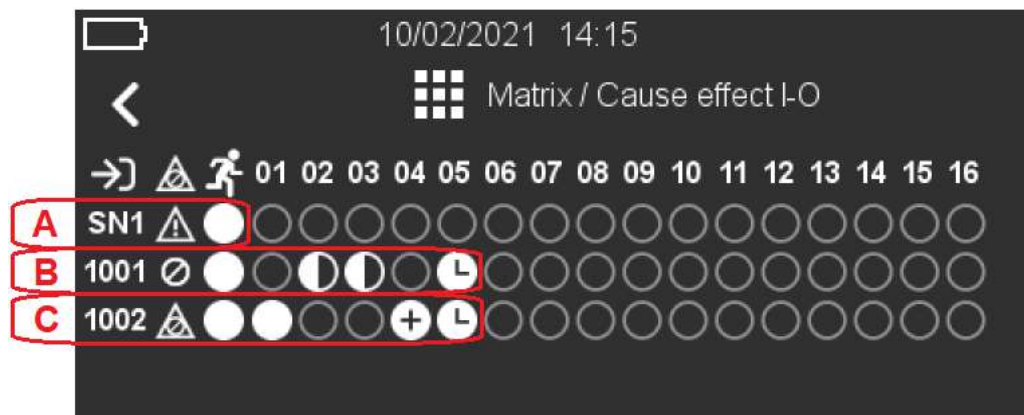 10/02/2021 14:15
Matrix / Cause effect I-O
01 02 03 04 05 06 07 08 09 10 11 12 13 14 15 16
A SN1
B 1001
C 1002